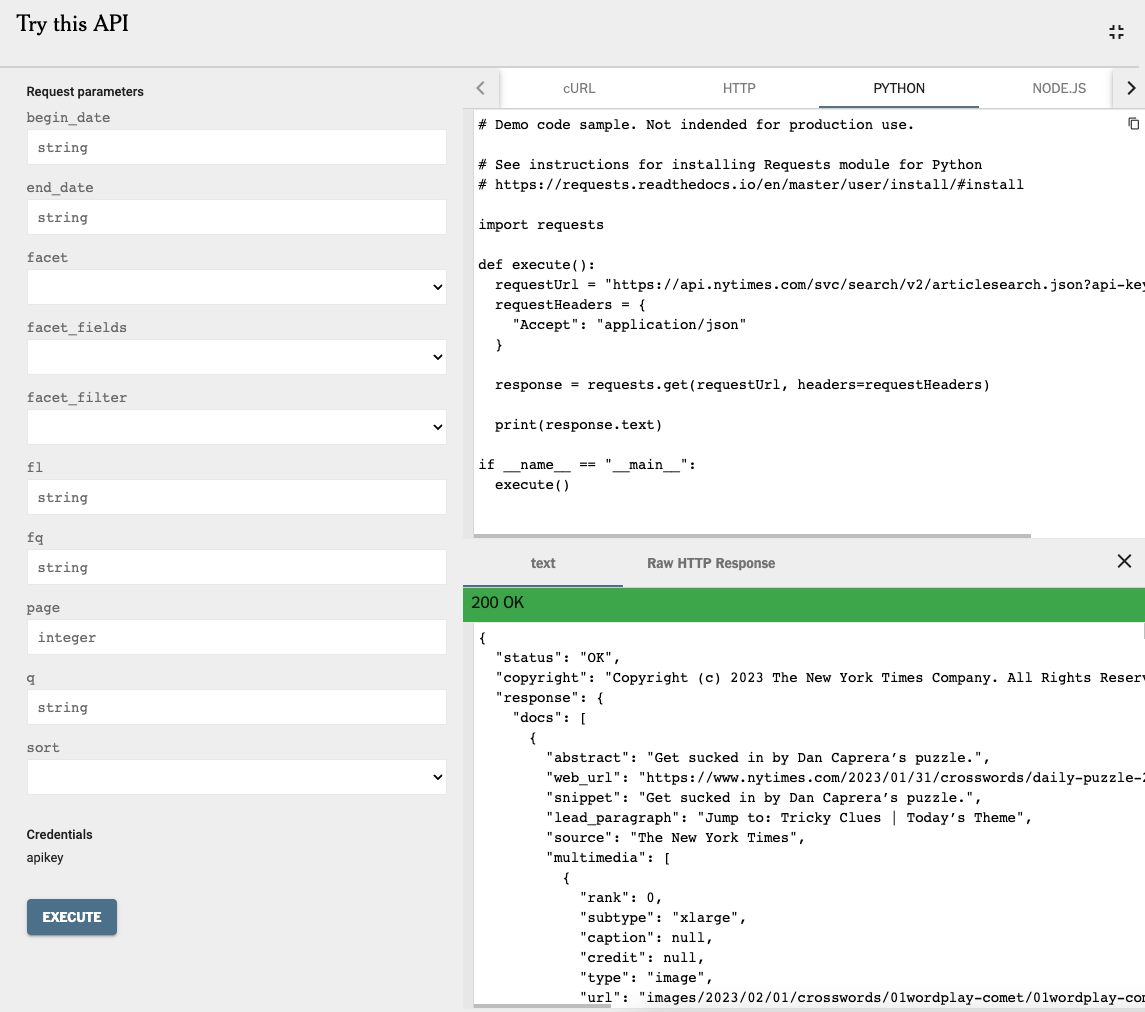 Try this API
Request parameters
begin_date
string
end_date
string
facet
facet_fields
facet_filter
fl
string
fq
string
page
integer
q
string
sort
Credentials
apikey
EXECUTE
cURL
HTTP
PYTHON
NODE.JS
# Demo code sample. Not indended for production use.
# See instructions for installing Requests module for Python
# https://requests.readthedocs.io/en/master/user/install/#install
import requests
def execute():
requestUrl = "https://api.nytimes.com/svc/search/v2/articlesearch.json?api-key
requestHeaders = {
"Accept": "application/json"
}
response = requests.get(requestUrl, headers=requestHeaders)
print(response.text)
if __name__ == "__main__":
execute()
text
Raw HTTP Response
200 OK
{
"status": "OK",
"copyright": "Copyright (c) 2023 The New York Times Company. All Rights Reserv
"response": {
"docs": [
{
"abstract": "Get sucked in by Dan Caprera’s puzzle.",
"web_url": "https://www.nytimes.com/2023/01/31/crosswords/daily-puzzle-2
"snippet": "Get sucked in by Dan Caprera’s puzzle.",
"lead_paragraph": "Jump to: Tricky Clues | Today’s Theme",
"source": "The New York Times",
"multimedia": [
{
"rank": 0,
"subtype": "xlarge",
"caption": null,
"credit": null,
"type": "image",
"url": "images/2023/02/01/crosswords/01wordplay-comet/01wordplay-com